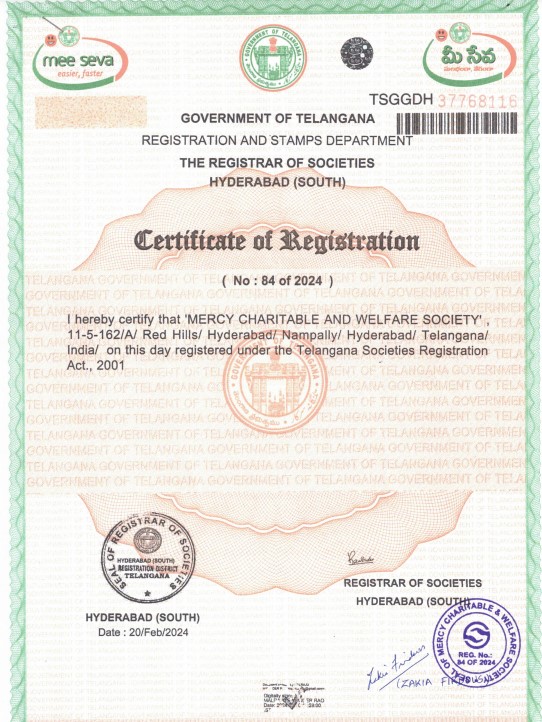 mee seva
easier, faster
GOVERNMENT OF TELANGANA
మీ సేవ
TSGGDH 37768116
GOVERNMENT OF TELANGANA
REGISTRATION AND STAMPS DEPARTMENT
THE REGISTRAR OF SOCIETIES
HYDERABAD (SOUTH)
Certificate of Registration
( No : 84 of 2024 )
I hereby certify that 'MERCY CHARITABLE AND WELFARE SOCIETY' ,
11-5-162/A/ Red Hills/ Hyderabad/ Nampally/ Hyderabad/ Telangana/
India/ on this day registered under the Telangana Societies Registration
Act., 2001
SEAL OF REGISTRAR OF SOCIETIES
HYDERABAD (SOUTH)
REGISTRATION DISTRICT
TELANGANA
REGISTRAR OF SOCIETIES
HYDERABAD (SOUTH)
HYDERABAD (SOUTH)
Date : 20/Feb/2024
SEAL OF MERCY CHARITABLE & WELFARE SOCIETY
REG. No.:
84 OF 2024
Digitally